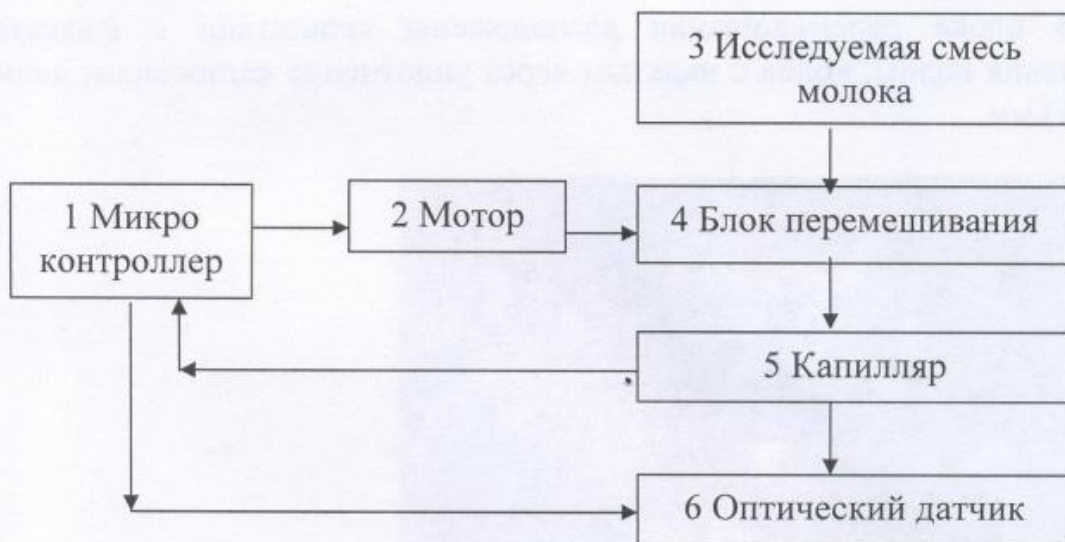 3 Исследуемая смесь
молока
1 Микро
контроллер
2 Мотор
4 Блок перемешивания
5 Капилляр
6 Оптический датчик